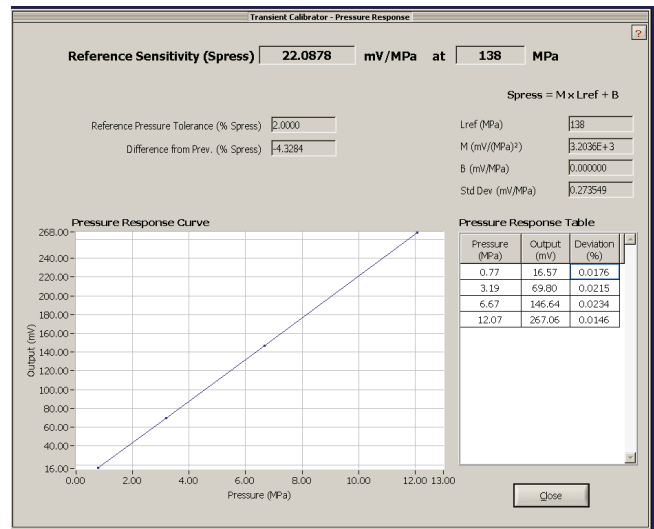 Transient Calibrator - Pressure Response
?
Reference Sensitivity (Spress) 22.0878 mV/MPa at 138 MPa
Spress = M x Lref + B
Reference Pressure Tolerance (% Spress) 2.0000
Difference from Prev. (% Spress) -4.3284
Lref (MPa) 138
M (mV/(MPa)²) 3.2036E+3
B (mV/MPa) 0.000000
Std Dev (mV/MPa) 0.273549
Pressure Response Curve
268.00
240.00
220.00
200.00
180.00
160.00
140.00
120.00
100.00
80.00
60.00
40.00
16.00
Output (mV)
0.00 2.00 4.00 6.00 8.00 10.00 12.00 13.00
Pressure (MPa)
Pressure Response Table
Pressure (MPa) Output (mV) Deviation (%)
0.77 16.57 0.0176
3.19 69.80 0.0215
6.67 146.64 0.0234
12.07 267.06 0.0146
Close